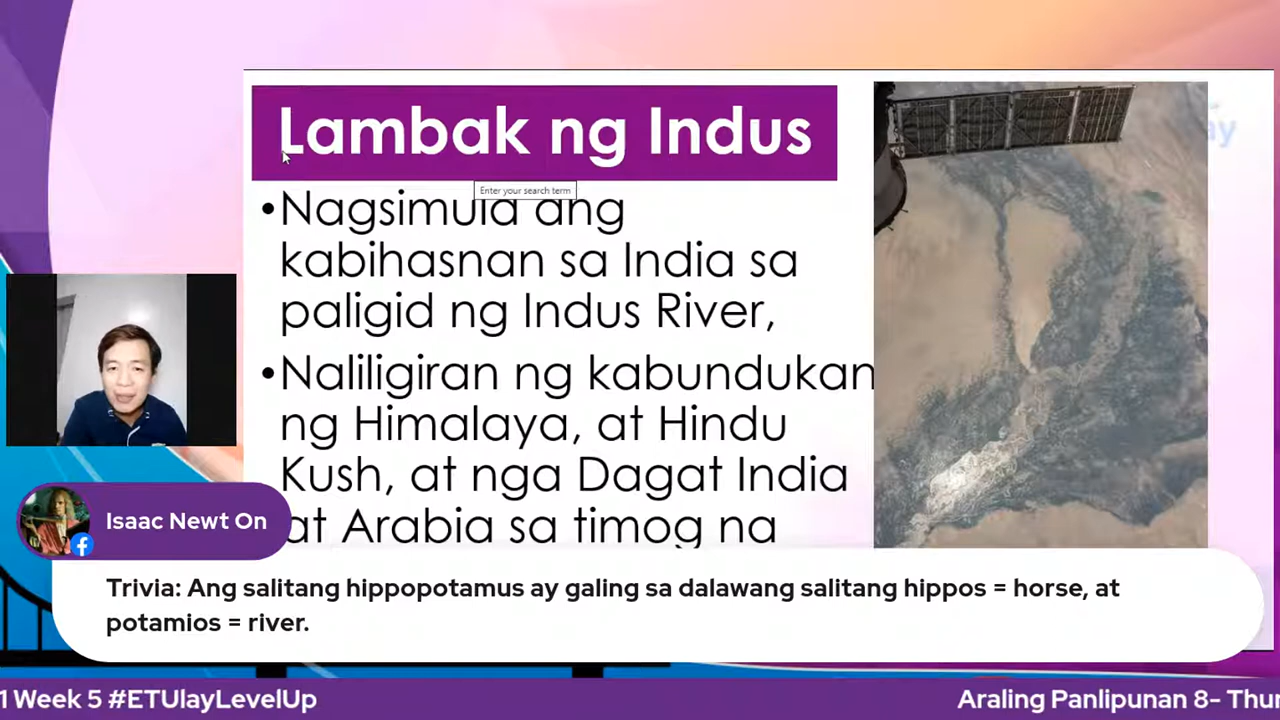 Lambak ng Indus
Enter your search term
•Nagsimula ang
kabihasnan sa India sa
paligid ng Indus River,
•Naliligiran ng kabundukan
ng Himalaya, at Hindu
Kush, at nga Dagat India
at Arabia sa timog na
Isaac Newt On
Trivia: Ang salitang hippopotamus ay galing sa dalawang salitang hippos = horse, at
potamios = river.
1 Week 5 #ETUlayLevelUp
Araling Panlipunan 8- Thur